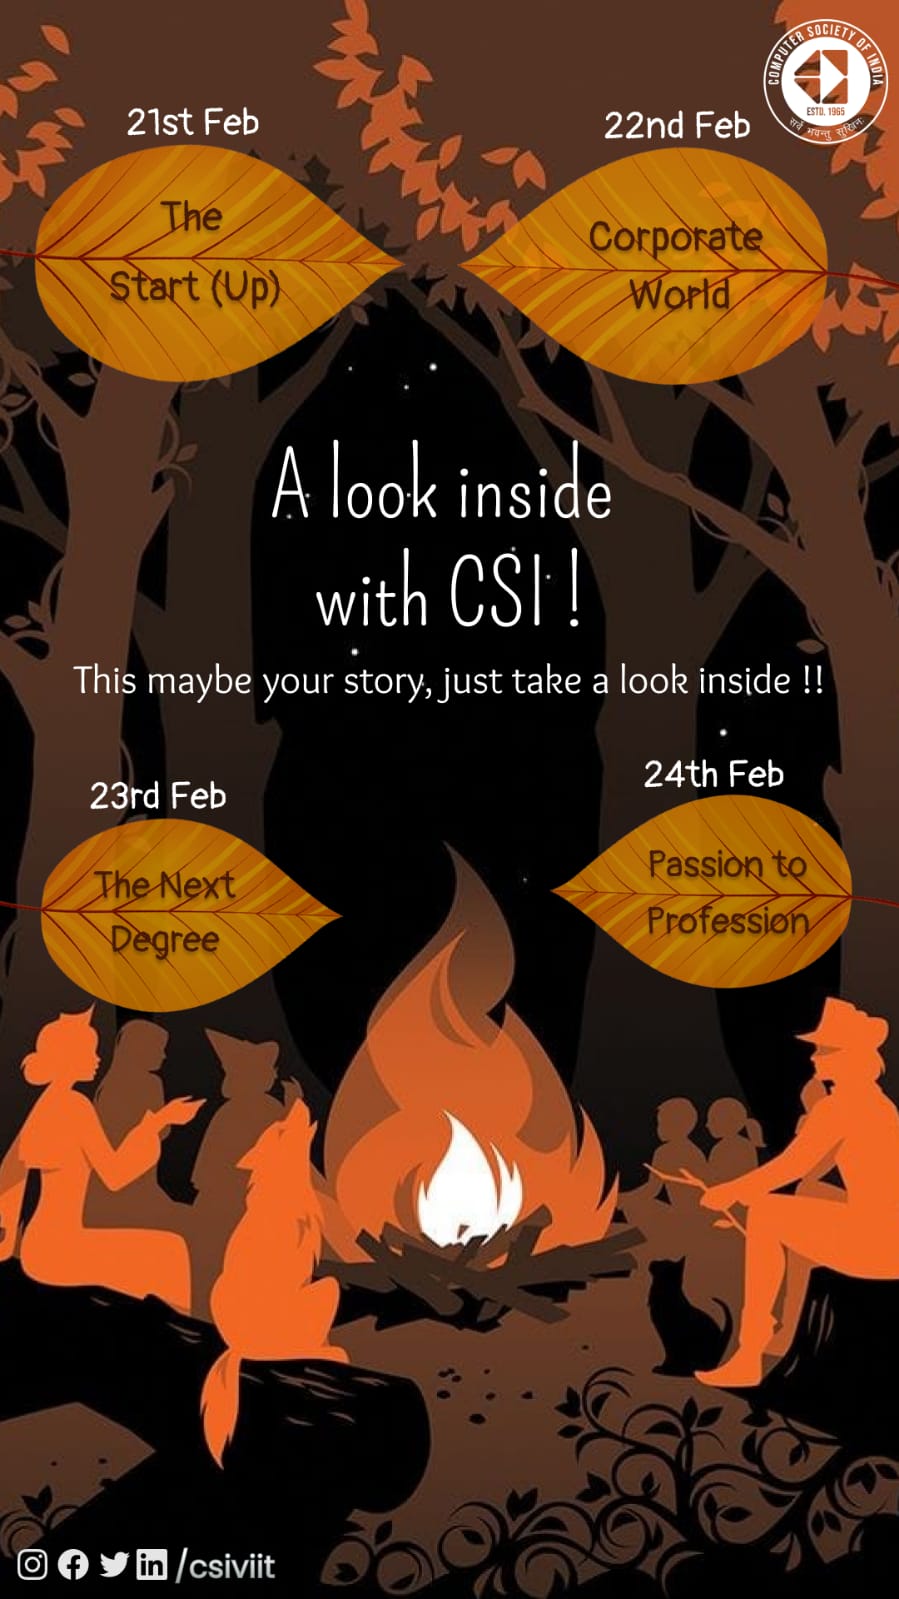 COMPUTER SOCIETY OF INDIA
ESTD. 1965
सर्वे भवन्तु सुखिनः
21st Feb
The
Start (Up)
22nd Feb
Corporate
World
A look inside
with CSI !
This maybe your story, just take a look inside !!
23rd Feb
The Next
Degree
24th Feb
Passion to
Profession
/csiviit